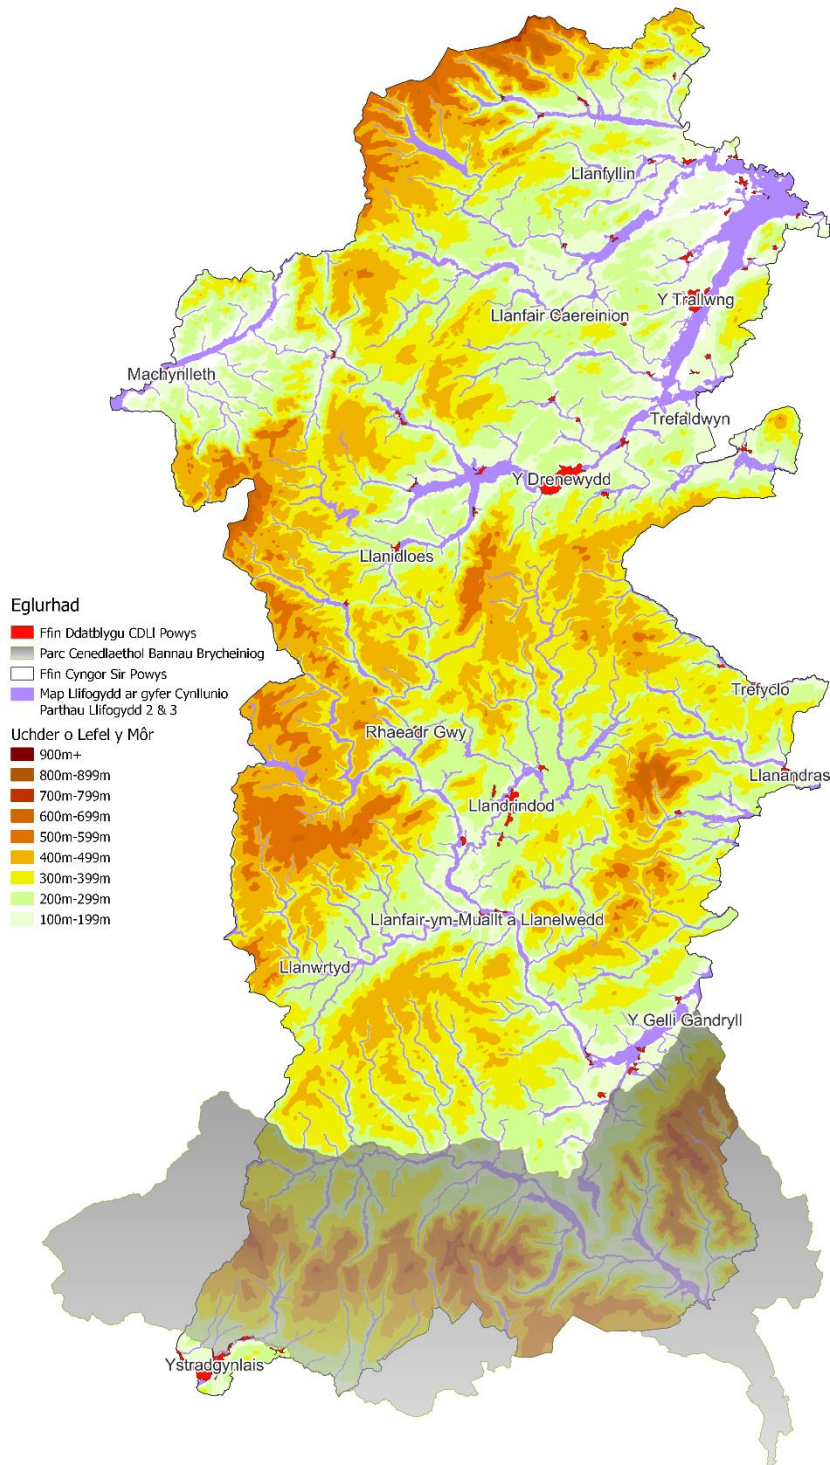 Llanfyllin
Y Trallwng
Llanfair Caereinion
Machynlleth
Trefaldwyn
Y Drenewydd
Llanidloes
Eglurhad
Ffin Ddatblygu CDLl Powys
Parc Cenedlaethol Bannau Brycheiniog
Ffin Cyngor Sir Powys
Map Llifogydd ar gyfer Cynllunio
Parthau Llifogydd 2 & 3
Uchder o Lefel y Môr
900m+
800m-899m
700m-799m
600m-699m
500m-599m
400m-499m
300m-399m
200m-299m
100m-199m
Trefyclo
Rhaeadr Gwy
Llanandras
Llandrindod
Llanfair-ym-Muallt a Llanelwedd
Llanwrtyd
Y Gelli Gandryll
Ystradgynlais